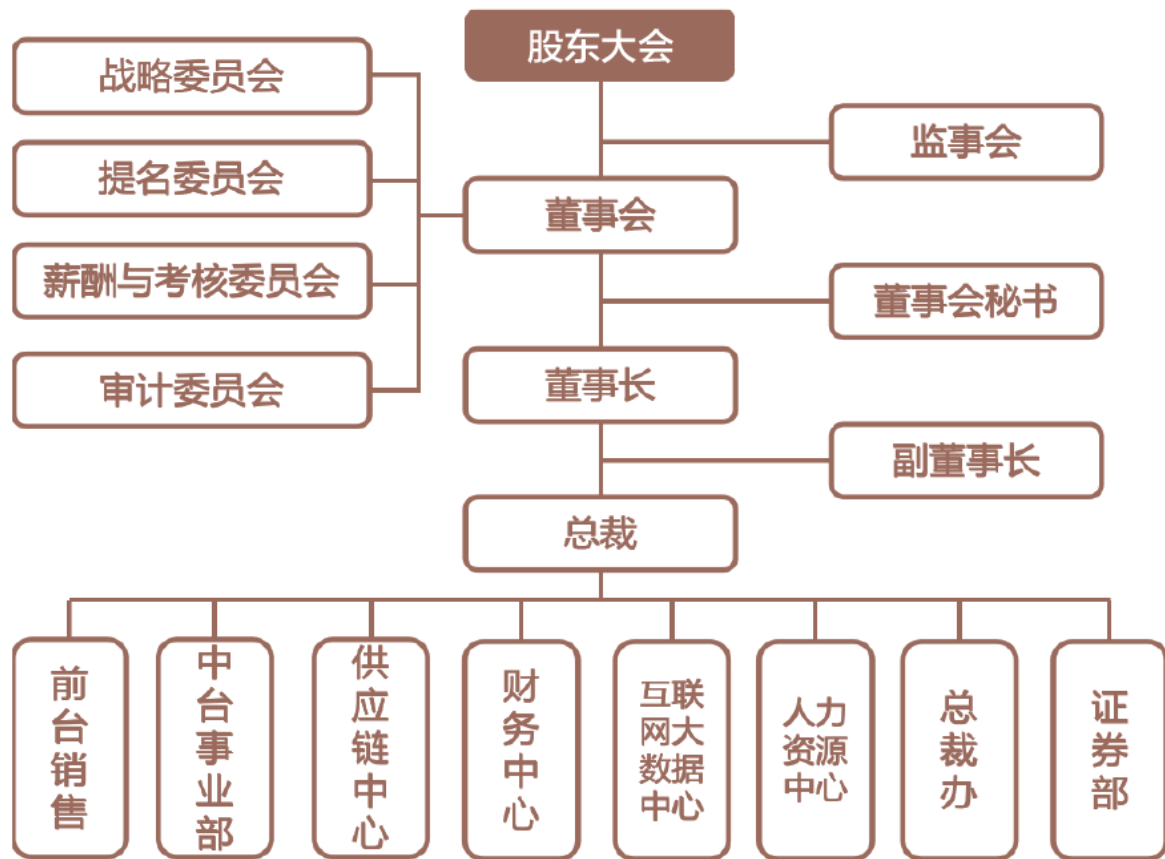 股东大会
战略委员会
监事会
提名委员会
董事会
薪酬与考核委员会
董事会秘书
董事长
审计委员会
副董事长
总裁
前台销售
中台事业部
供应链中心
财务中心
互联
网大
数据
中心
人力
资源
中心
总裁办
证券部